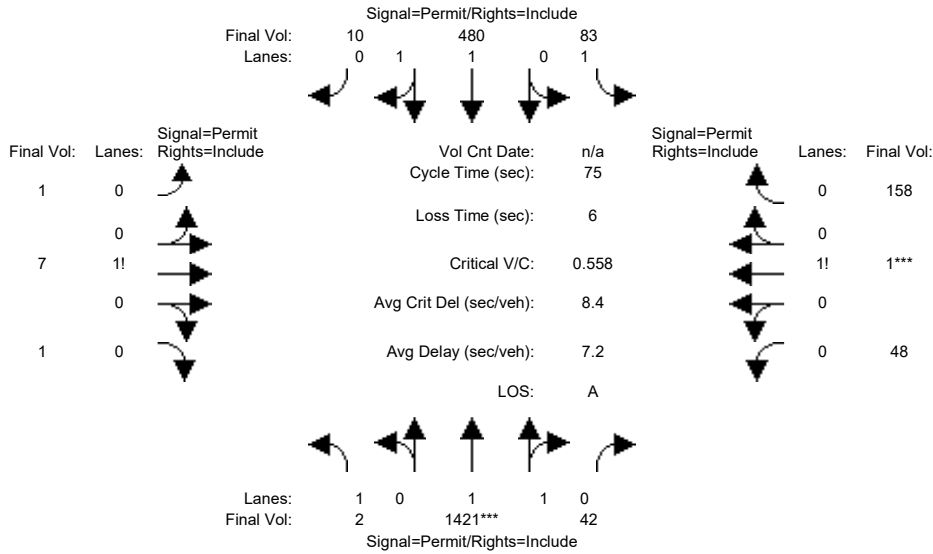 Signal=Permit/Rights=Include
Final Vol: 10 480 83
Lanes: 0 1 1 0 1
Signal=Permit
Final Vol: Lanes: Rights=Include
Vol Cnt Date: n/a
Signal=Permit
Rights=Include Lanes: Final Vol:
Cycle Time (sec): 75
1 0
0 158
Loss Time (sec): 6
0
0
7 1!
Critical V/C: 0.558
1! 1***
0
Avg Crit Del (sec/veh): 8.4
0
1 0
Avg Delay (sec/veh): 7.2
0 48
LOS: A
Lanes: 1 0 1 1 0
Final Vol: 2 1421*** 42
Signal=Permit/Rights=Include